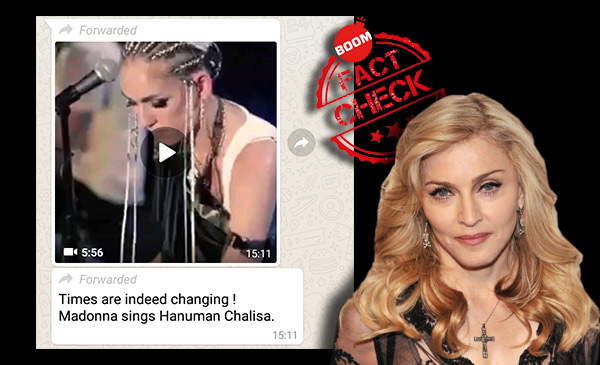 Forwarded
BOOM
FACT
CHECK
5:56
15:11
Forwarded
Times are indeed changing !
Madonna sings Hanuman Chalisa.
15:11